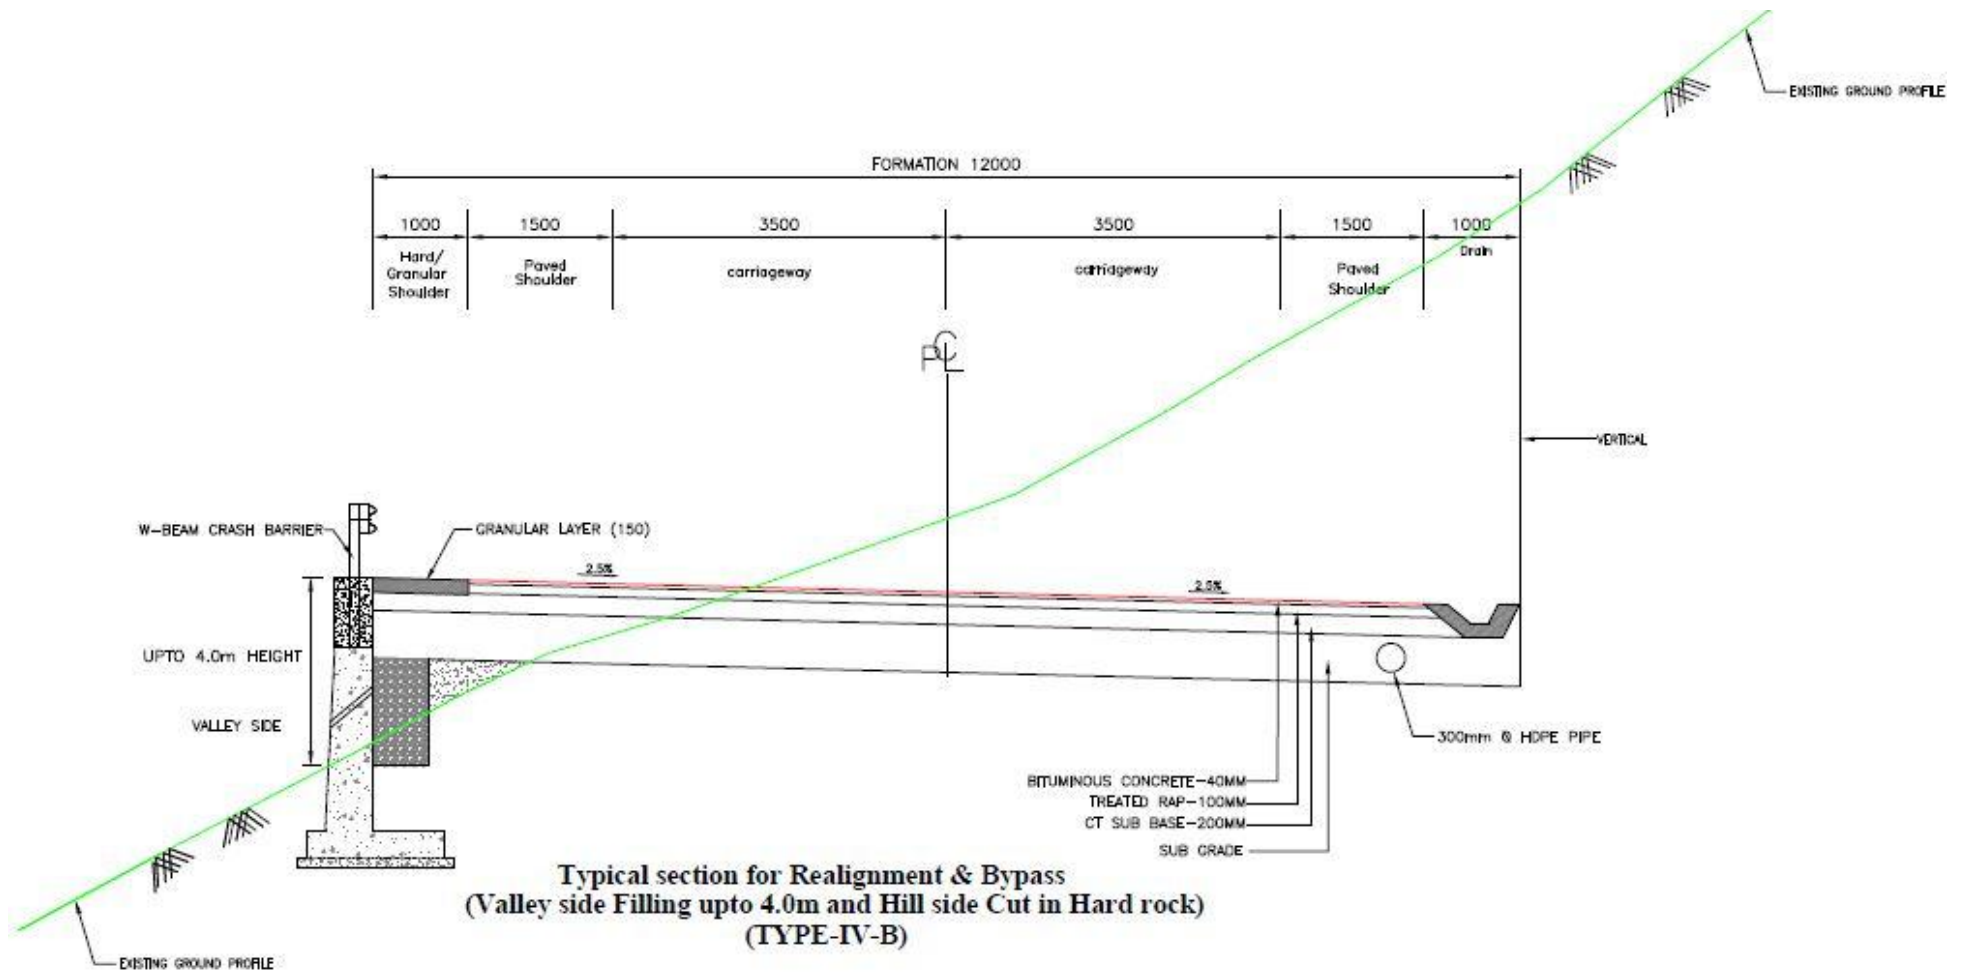 EXISTING GROUND PROFILE
FORMATION 12000
1000 1500 3500 3500 1500 1000
Hard/
Granular
Shoulder
Paved
Shoulder
carriageway
carriageway
Paved
Shoulder
Drain
PCL
VERTICAL
W-BEAM CRASH BARRIER
GRANULAR LAYER (150)
2.5%
2.5%
UPTO 4.0m HEIGHT
VALLEY SIDE
300mm Ø HDPE PIPE
BITUMINOUS CONCRETE-40MM
TREATED RAP-100MM
CT SUB BASE-200MM
SUB GRADE
Typical section for Realignment & Bypass
(Valley side Filling upto 4.0m and Hill side Cut in Hard rock)
(TYPE-IV-B)
EXISTING GROUND PROFILE